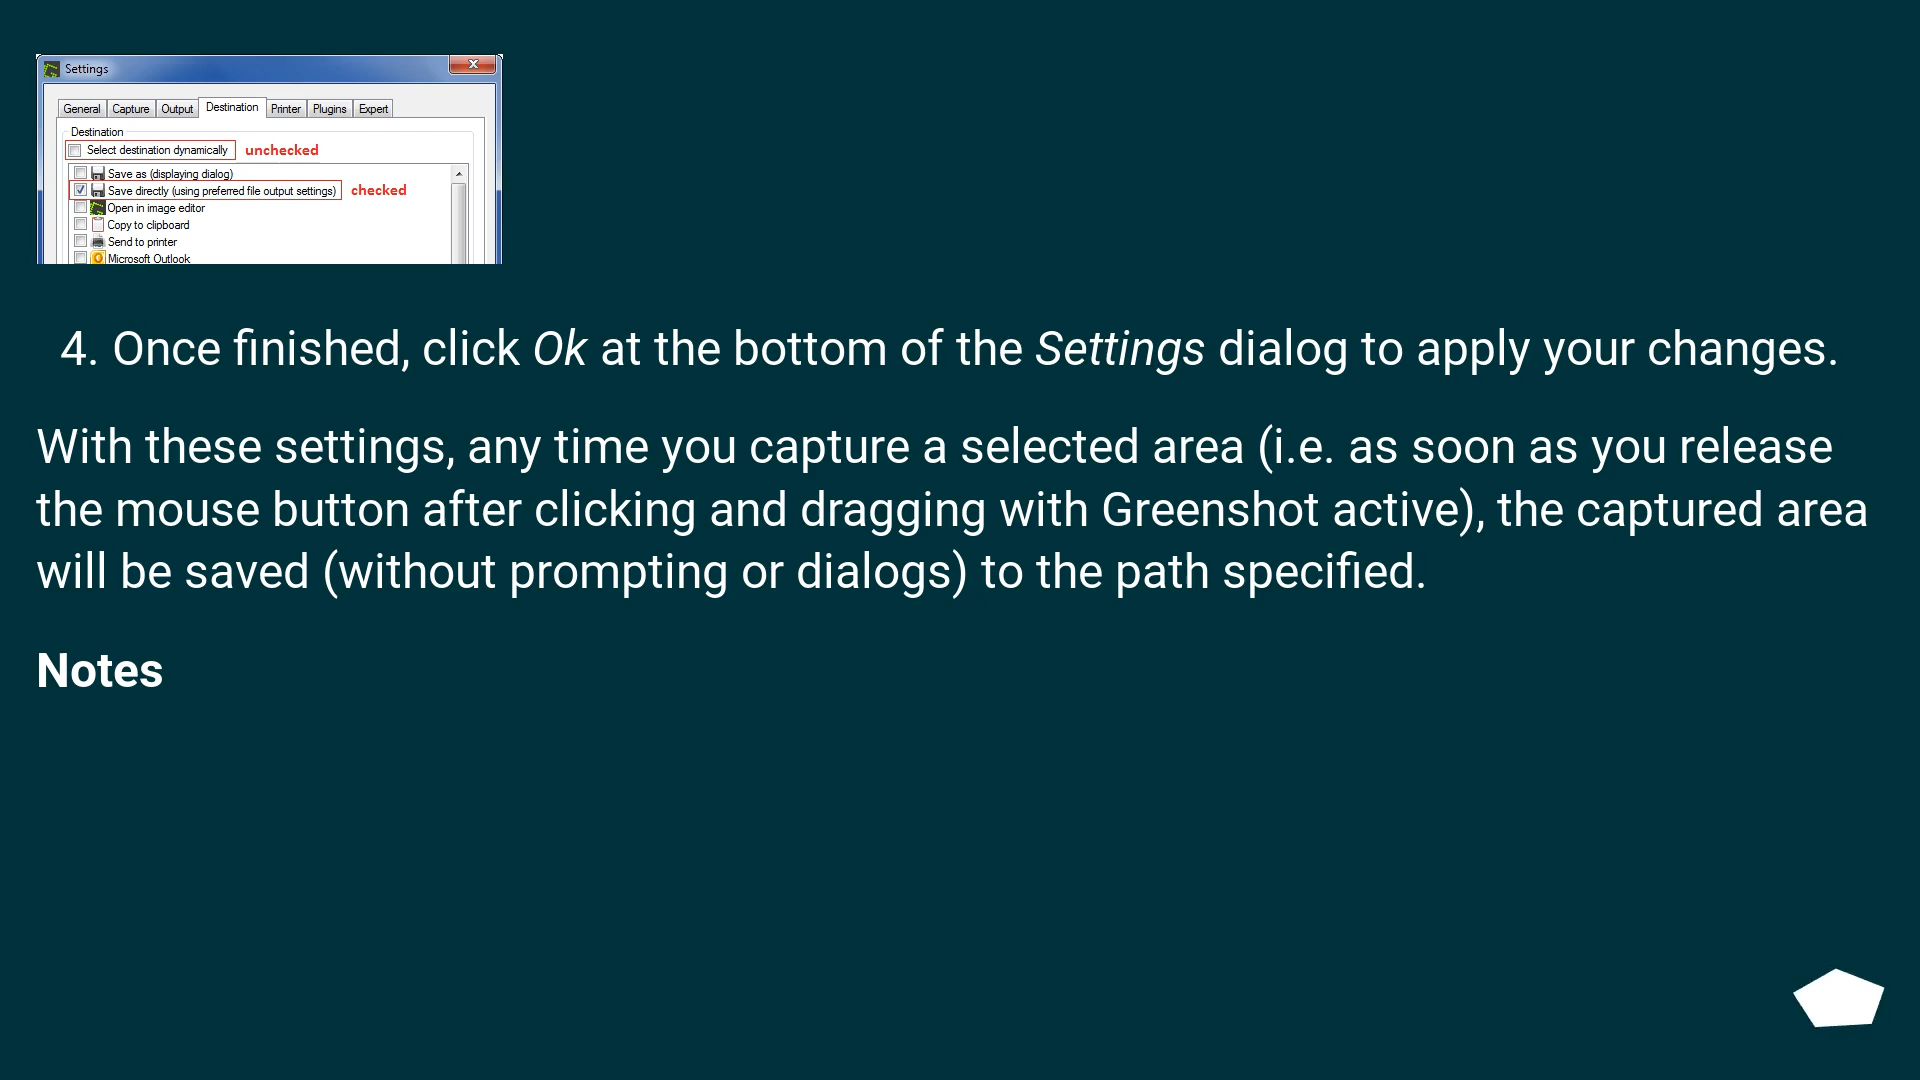 Settings
General Capture Output Destination Printer Plugins Expert
Destination
Select destination dynamically unchecked
Save as (displaying dialog)
Save directly (using preferred file output settings) checked
Open in image editor
Copy to clipboard
Send to printer
Microsoft Outlook
4. Once finished, click Ok at the bottom of the Settings dialog to apply your changes.
With these settings, any time you capture a selected area (i.e. as soon as you release
the mouse button after clicking and dragging with Greenshot active), the captured area
will be saved (without prompting or dialogs) to the path specified.
Notes